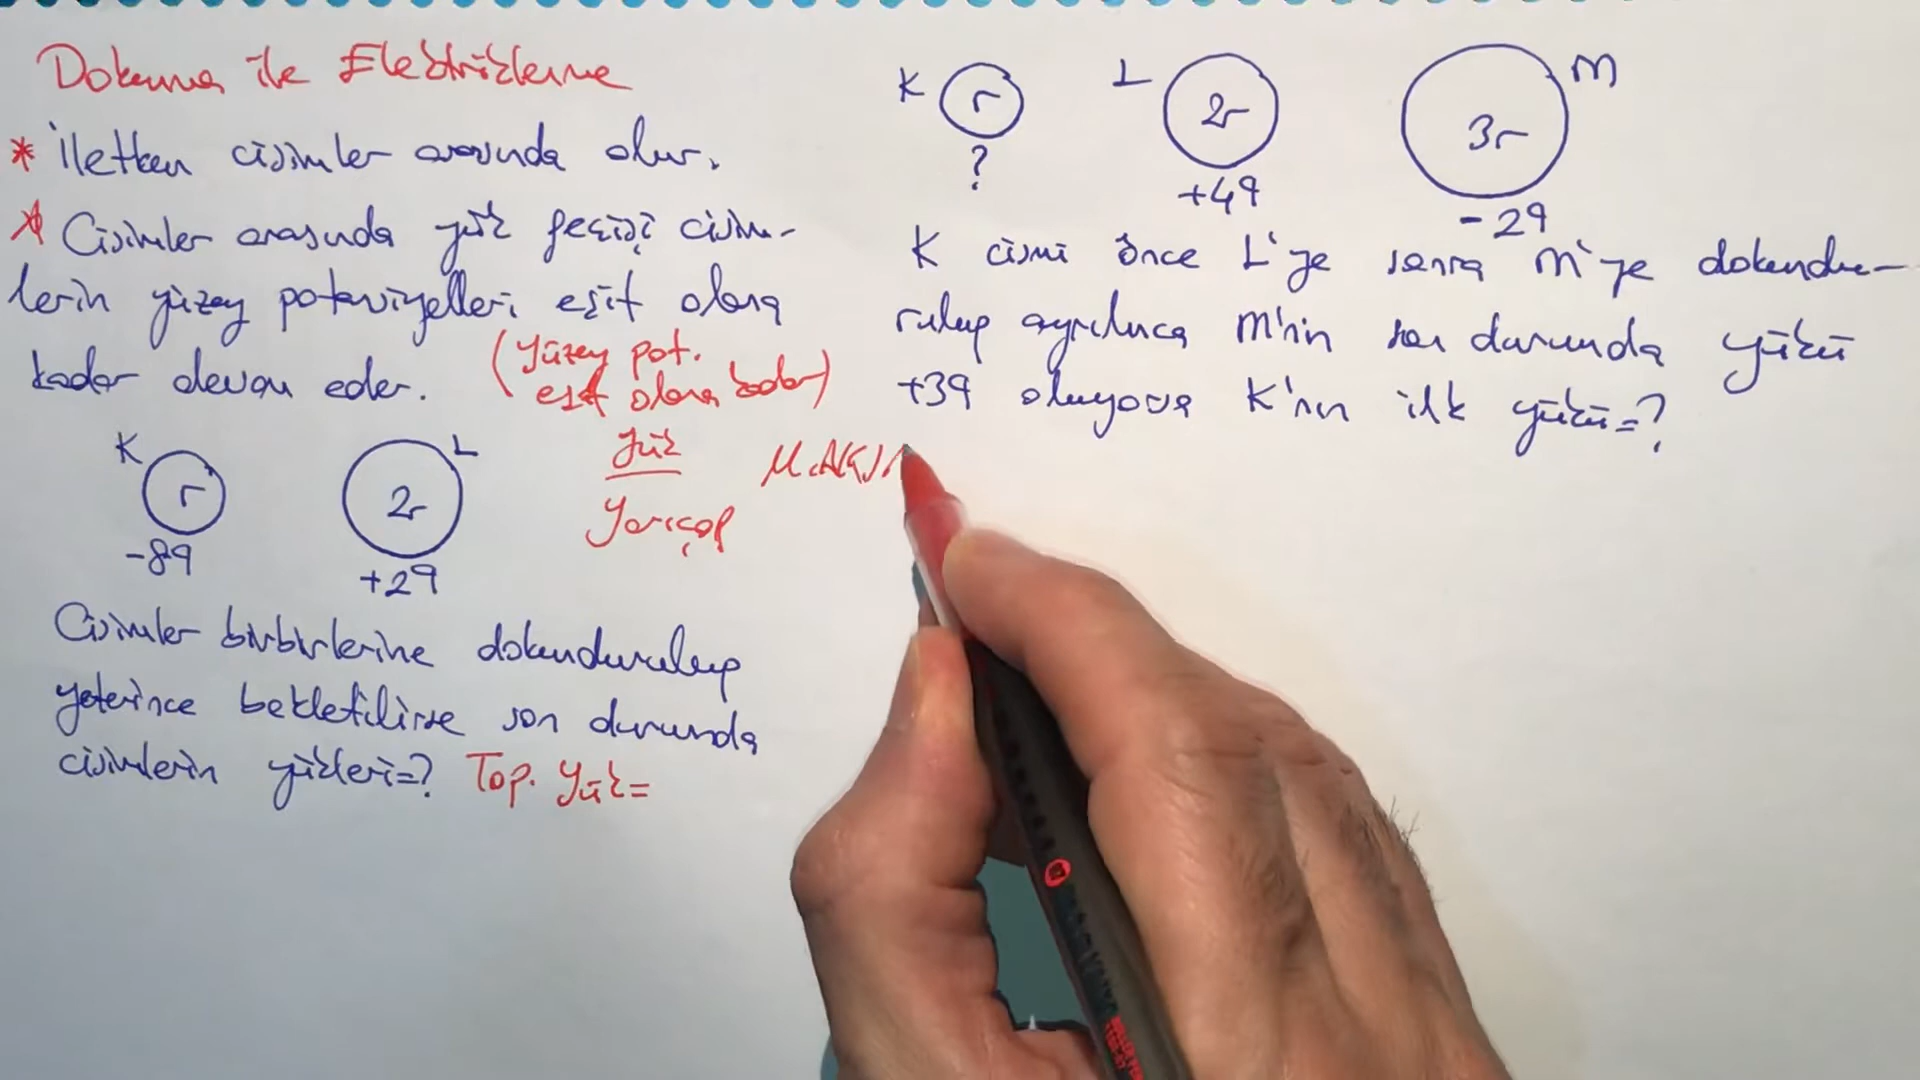 Dokunma ile Elektriklenme
* İletken cisimler arasında olur.
* Cisimler arasında yük geçişi cisim-
lerin yüzey potansiyelleri eşit olana
kadar devam eder.
(yüzey pot.
eşit olana kadar)
K
r
-8q
L
2r
+2q
yük
yarıçap
Cisimler birbirlerine dokundurulup
yeterince bekletilirse son durumda
cisimlerin yükleri=? Top. Yük=
K
r
?
L
2r
+4q
M
3r
-2q
K cismi önce L'ye sonra M'ye dokundu-
rulup ayrılınca M'nin son durumda yükü
+3q oluyorsa K'nın ilk yükü=?